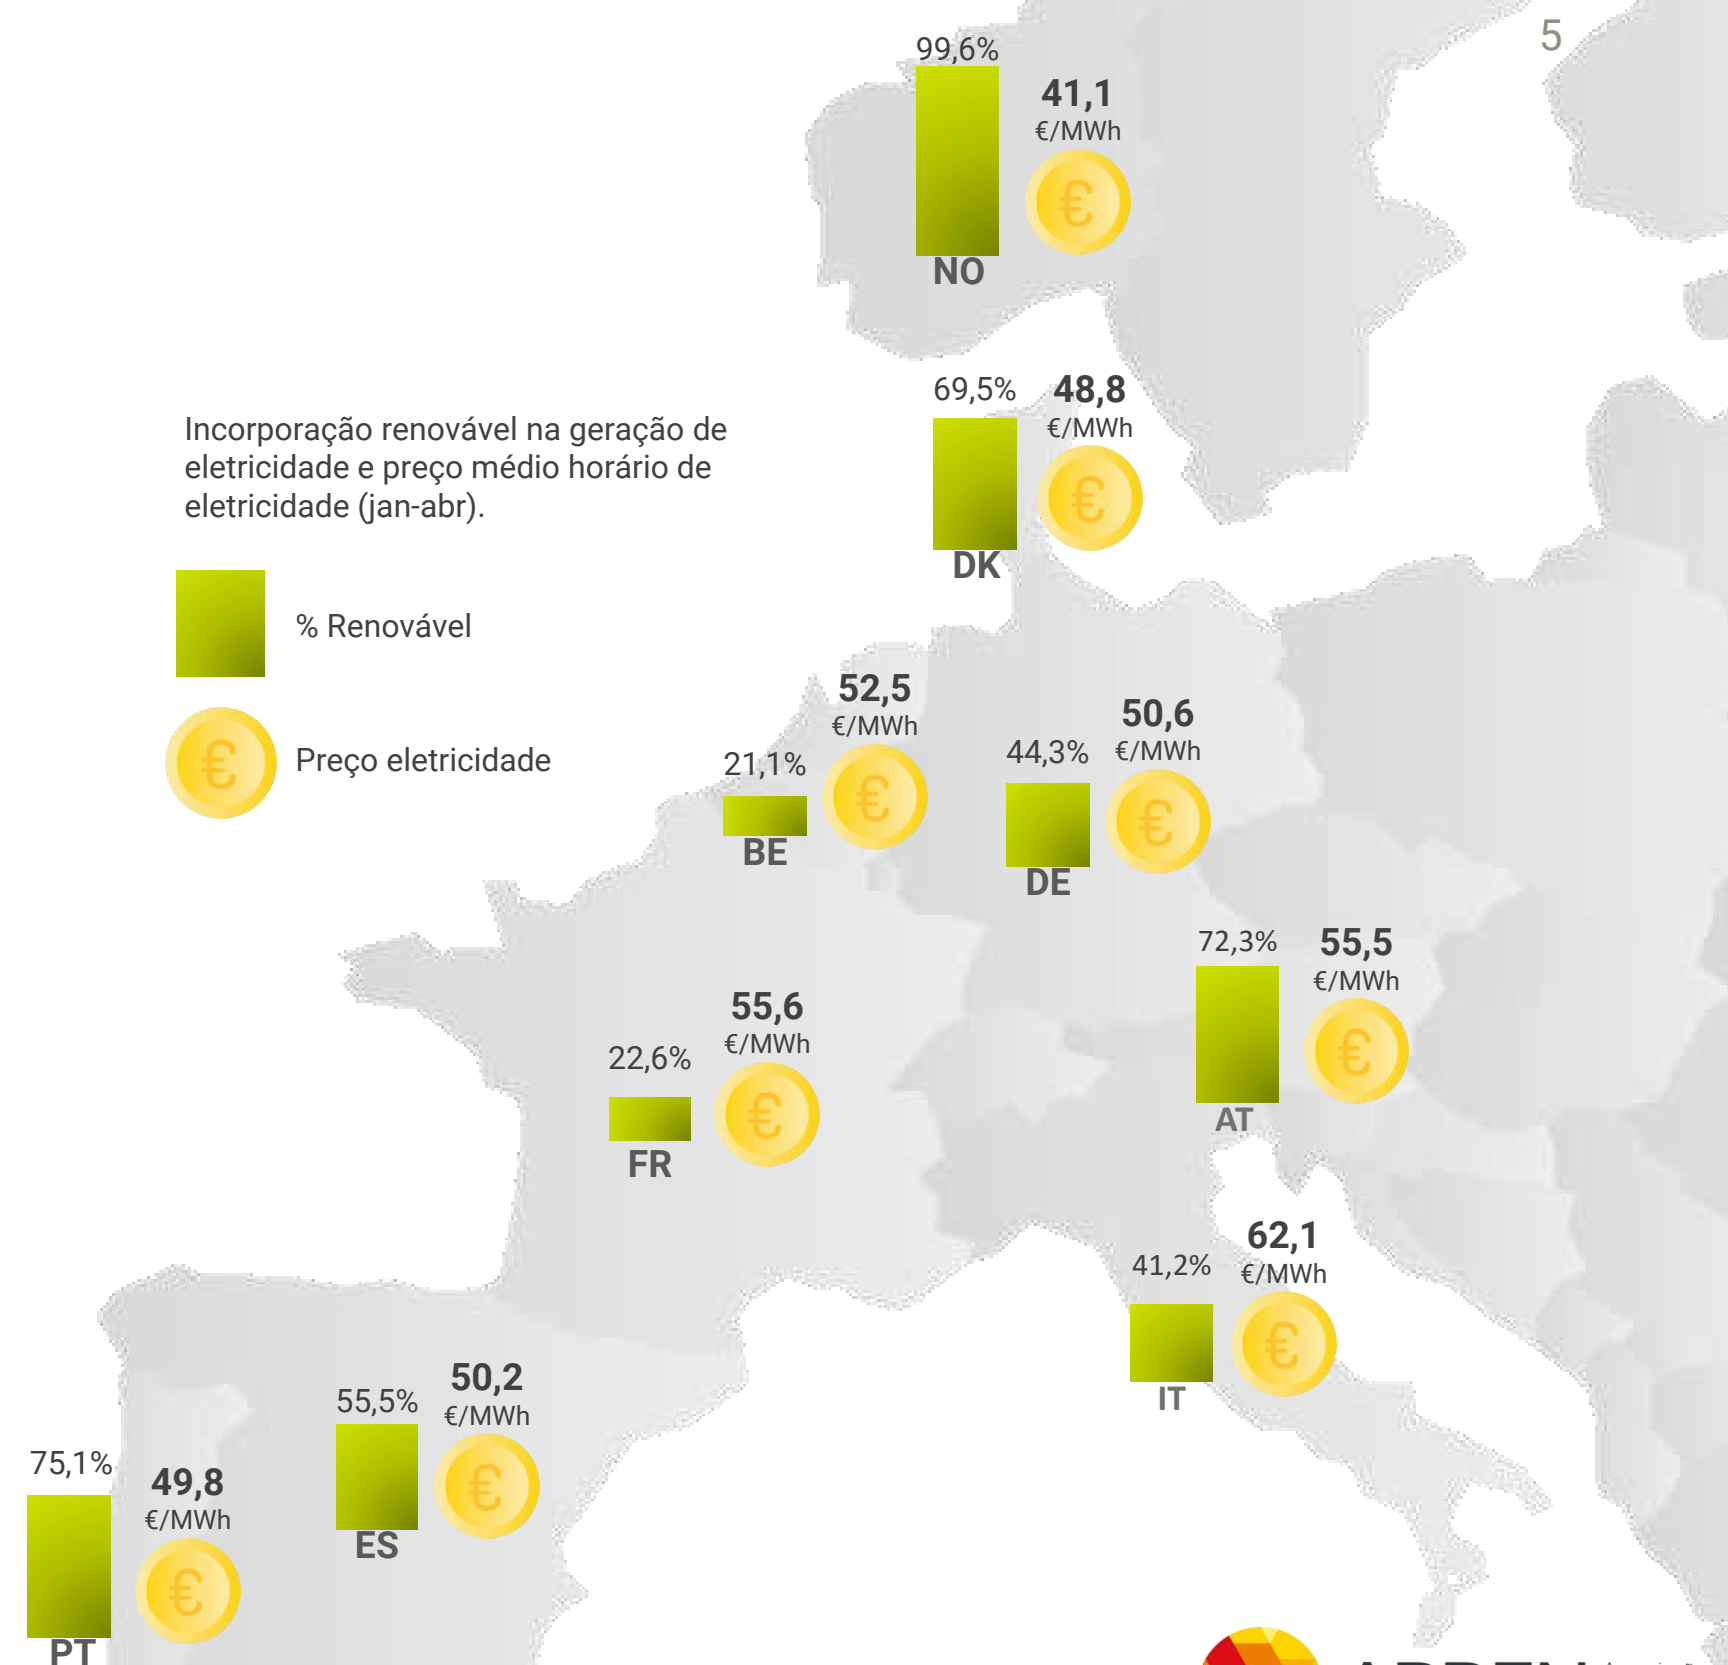 5
99,6%
41,1
€/MWh
€
NO
69,5%
48,8
€/MWh
€
DK
Incorporação renovável na geração de
eletricidade e preço médio horário de
eletricidade (jan-abr).
% Renovável
€
Preço eletricidade
52,5
€/MWh
21,1%
€
BE
50,6
€/MWh
44,3%
€
DE
72,3%
55,5
€/MWh
€
AT
55,6
€/MWh
22,6%
€
FR
62,1
€/MWh
41,2%
€
IT
50,2
€/MWh
55,5%
€
ES
75,1%
49,8
€/MWh
€
PT